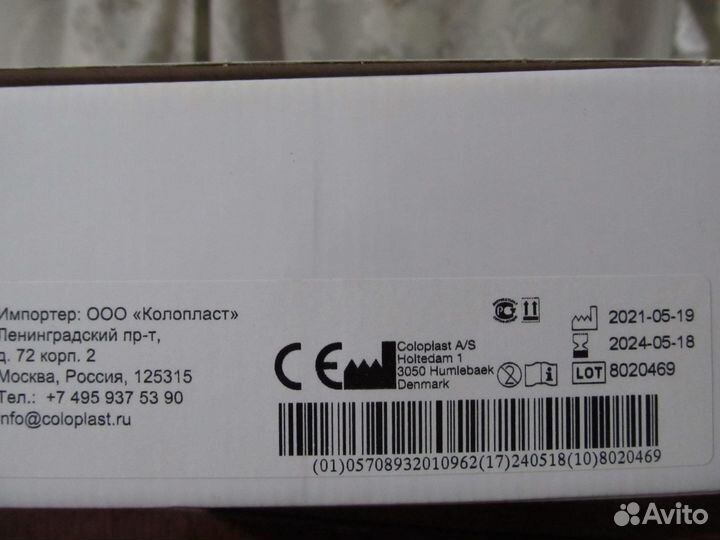 Импортер: ООО «Колопласт»
Ленинградский пр-т,
д. 72 корп. 2
Москва, Россия, 125315
Тел.: +7 495 937 53 90
info@coloplast.ru
CE
Coloplast A/S
Holtedam 1
3050 Humlebaek
Denmark
2021-05-19
2024-05-18
LOT 8020469
(01)05708932010962(17)240518(10)8020469
Avito